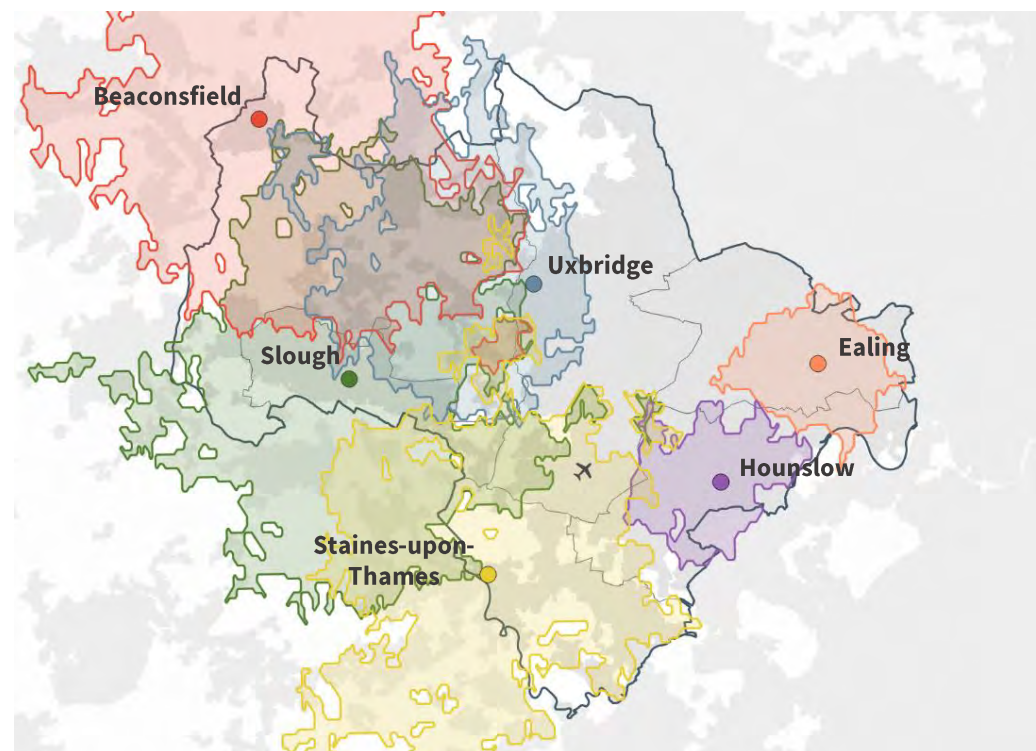 Beaconsfield
Uxbridge
Slough
Ealing
Hounslow
Staines-upon-
Thames